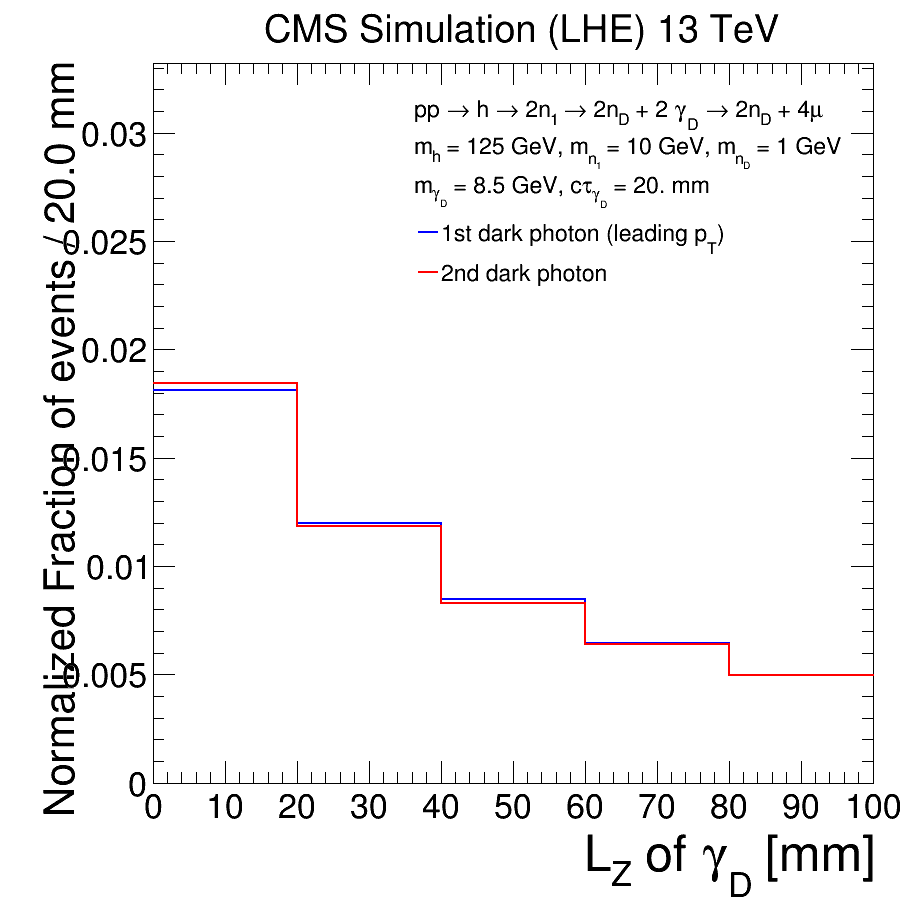 CMS Simulation (LHE) 13 TeV
Normalized Fraction of events / 20.0 mm
0.03
0.025
0.02
0.015
0.01
0.005
0
pp → h → 2n1 → 2nD + 2 γD → 2nD + 4μ
mh = 125 GeV, mn1 = 10 GeV, mnD = 1 GeV
mγD = 8.5 GeV, cτγD = 20. mm
1st dark photon (leading pT)
2nd dark photon
0 10 20 30 40 50 60 70 80 90 100
LZ of γD [mm]